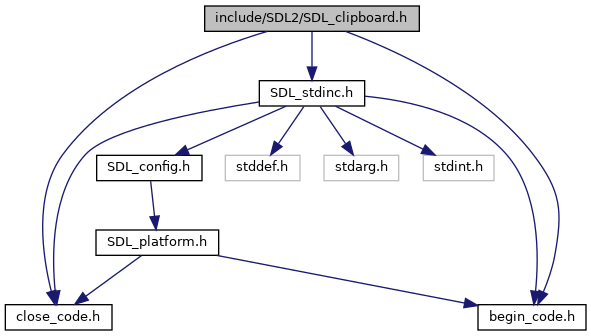 include/SDL2/SDL_clipboard.h
SDL_stdinc.h
SDL_config.h
stddef.h
stdarg.h
stdint.h
SDL_platform.h
close_code.h
begin_code.h